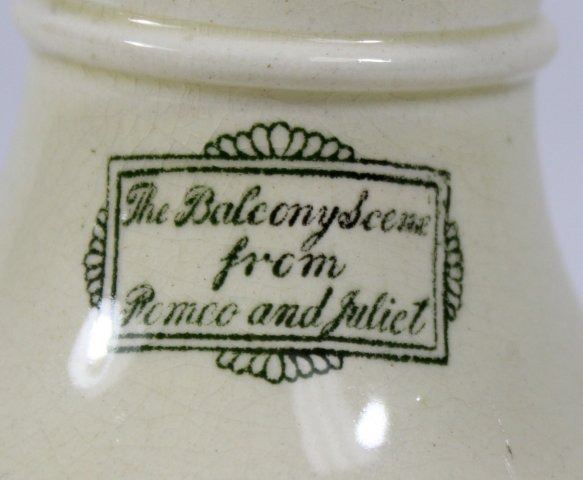 The Balcony Scene
from
Romeo and Juliet